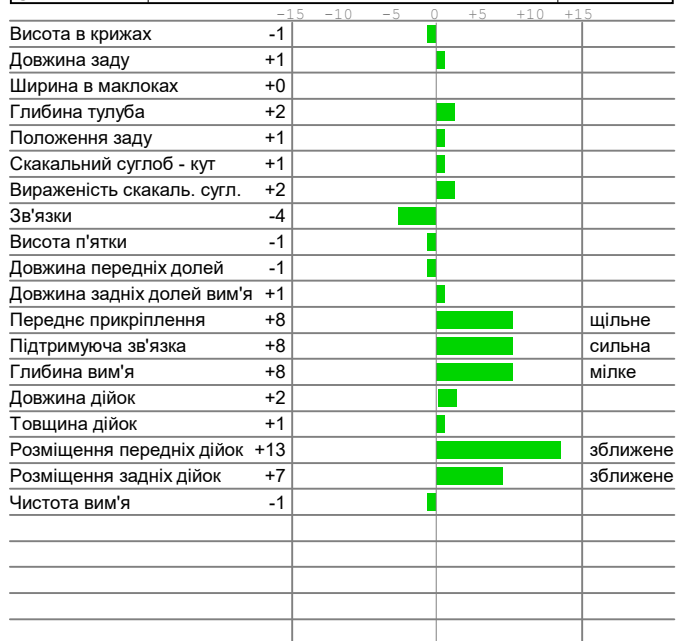 -15 -10 -5 0 +5 +10 +15
Висота в крижах -1
Довжина заду +1
Ширина в маклоках +0
Глибина тулуба +2
Положення заду +1
Скакальний суглоб - кут +1
Вираженість скакаль. сугл. +2
Зв'язки -4
Висота п'ятки -1
Довжина передніх долей -1
Довжина задніх долей вим'я +1
Переднє прикріплення +8 щільне
Підтримуюча зв'язка +8 сильна
Глибина вим'я +8 мілке
Довжина дійок +2
Товщина дійок +1
Розміщення передніх дійок +13 зближене
Розміщення задніх дійок +7 зближене
Чистота вим'я -1